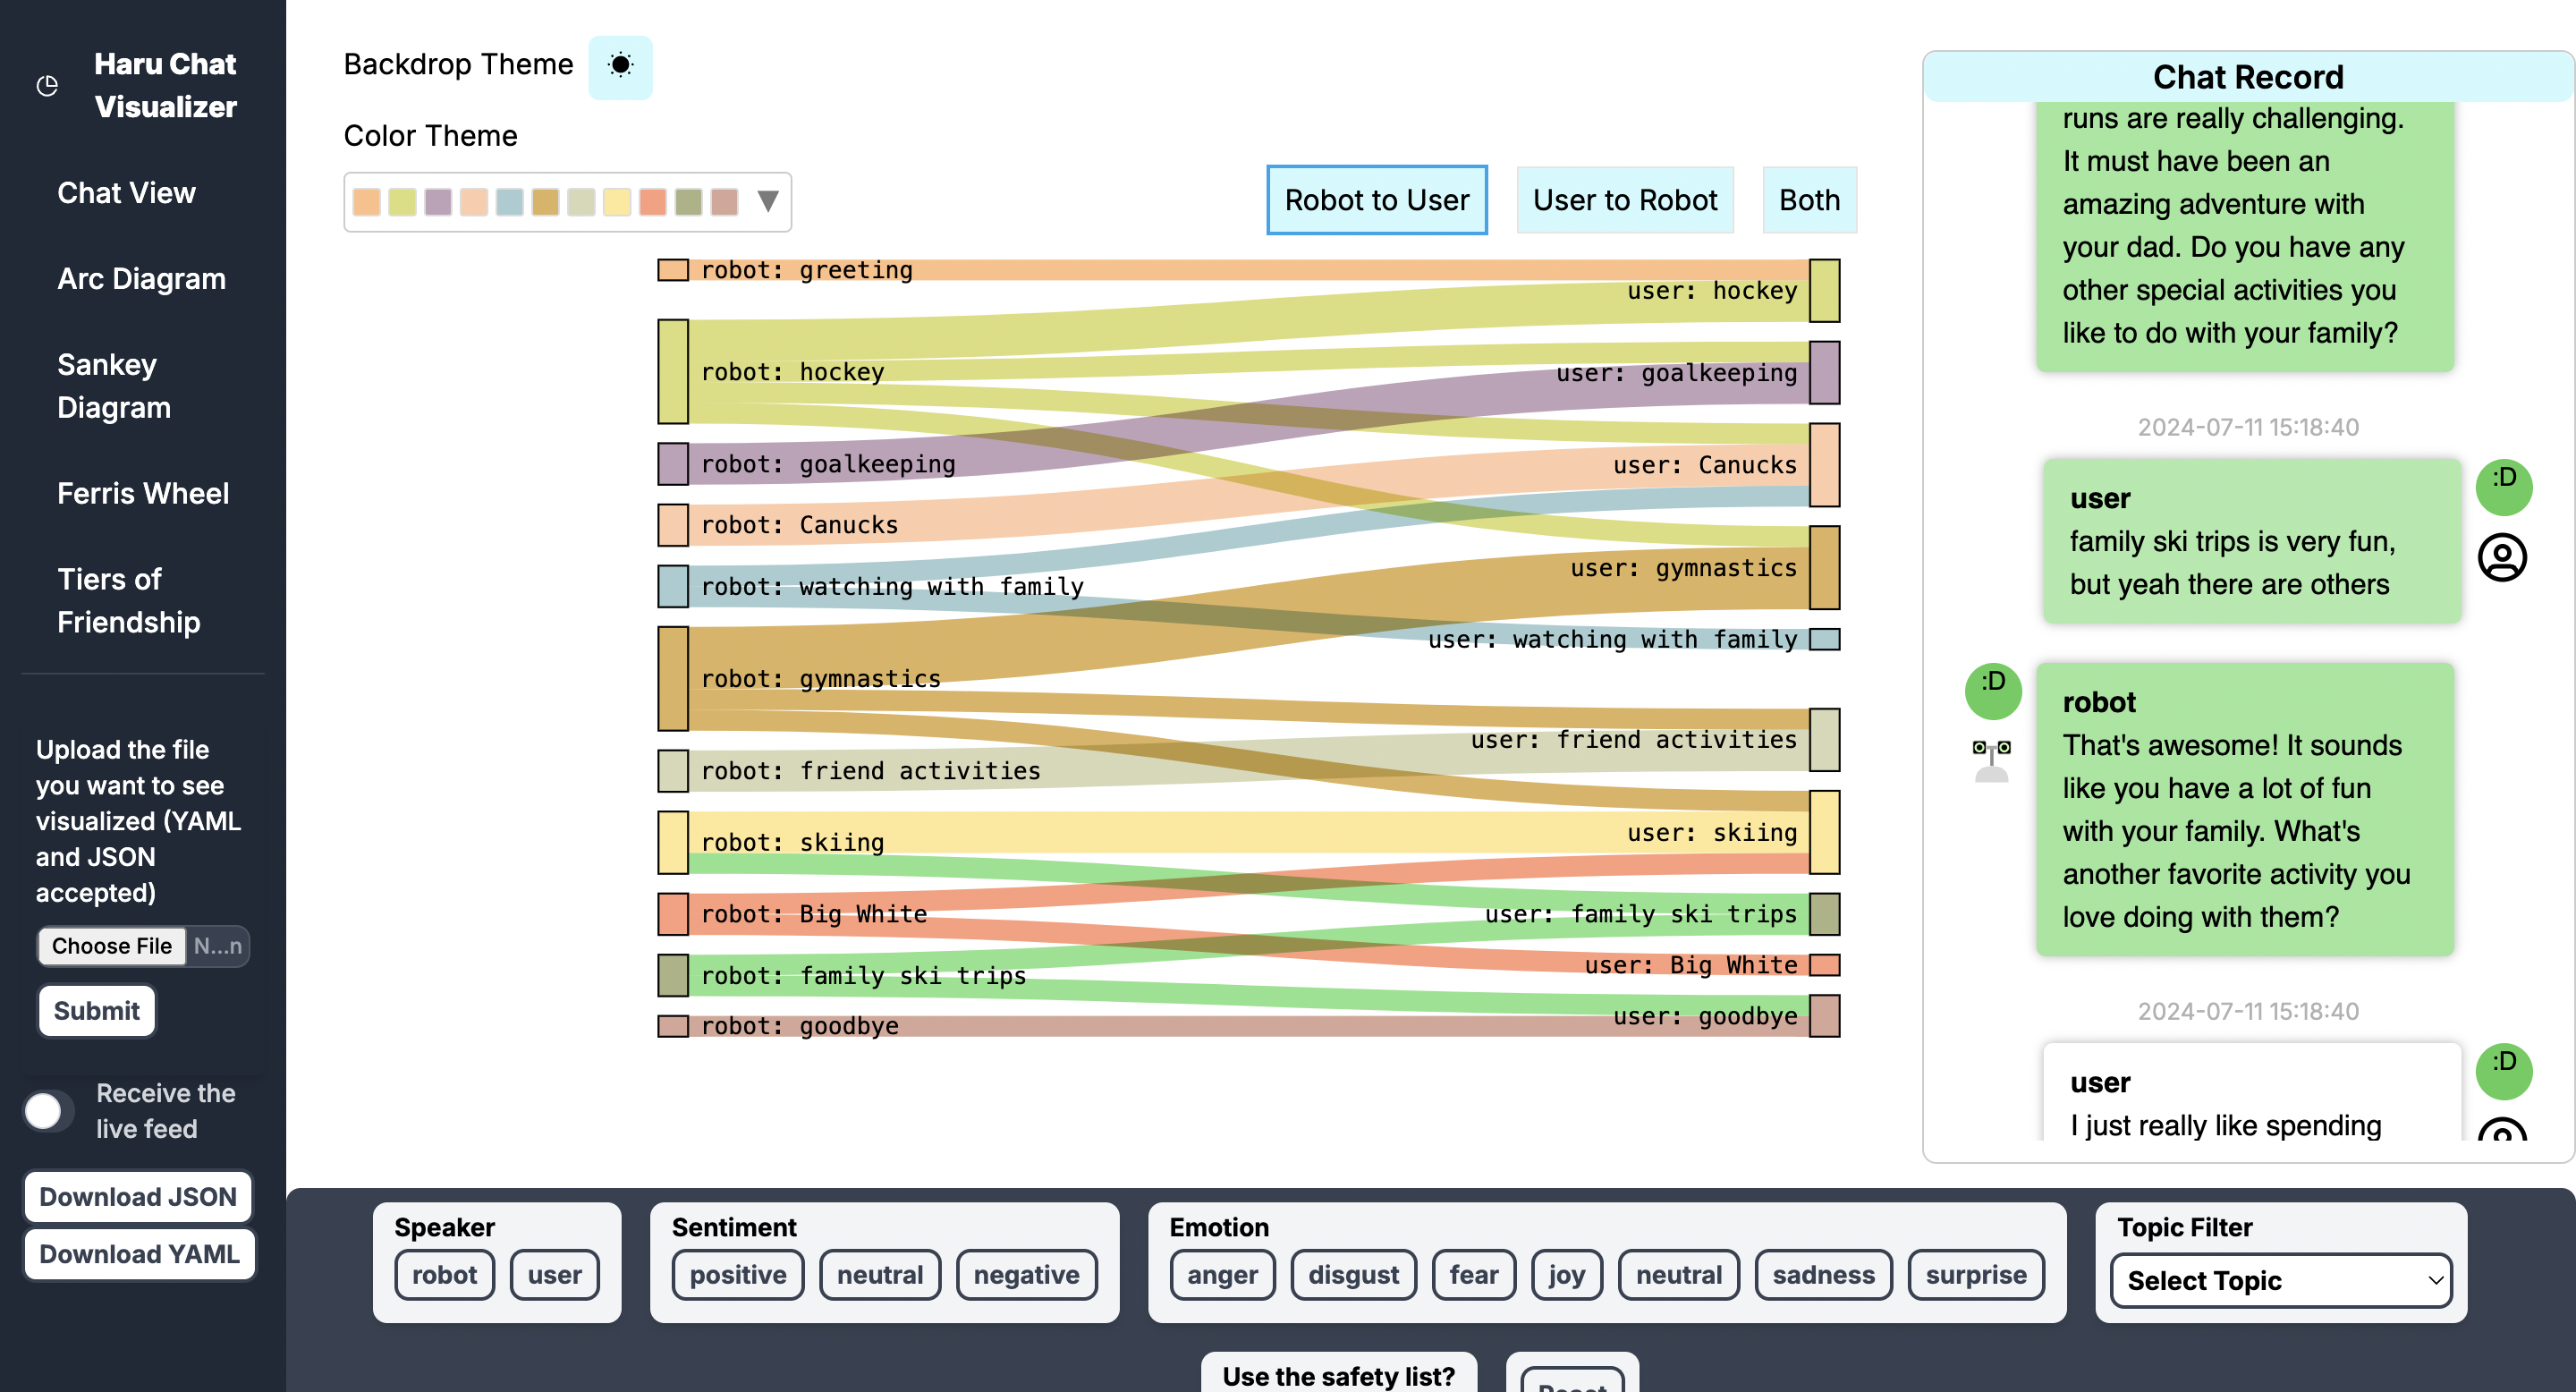 Haru Chat
Visualizer
Chat View
Arc Diagram
Sankey
Diagram
Ferris Wheel
Tiers of
Friendship
Upload the file
you want to see
visualized (YAML
and JSON
accepted)
Choose File N...n
Submit
Receive the
live feed
Download JSON
Download YAML
Backdrop Theme
Color Theme
Robot to User
User to Robot
Both
robot: greeting
robot: hockey
robot: goalkeeping
robot: Canucks
robot: watching with family
robot: gymnastics
robot: friend activities
robot: skiing
robot: Big White
robot: family ski trips
robot: goodbye
user: hockey
user: goalkeeping
user: Canucks
user: gymnastics
user: watching with family
user: friend activities
user: skiing
user: family ski trips
user: Big White
user: goodbye
Chat Record
runs are really challenging.
It must have been an
amazing adventure with
your dad. Do you have any
other special activities you
like to do with your family?
2024-07-11 15:18:40
:D
user
family ski trips is very fun,
but yeah there are others
:D
robot
That's awesome! It sounds
like you have a lot of fun
with your family. What's
another favorite activity you
love doing with them?
2024-07-11 15:18:40
:D
user
I just really like spending
Speaker
robot user
Sentiment
positive neutral negative
Emotion
anger disgust fear joy neutral sadness surprise
Topic Filter
Select Topic
Use the safety list?
Reset